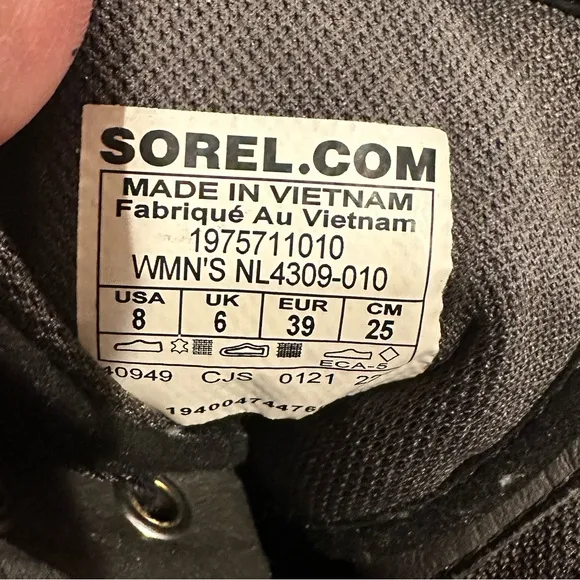 SOREL.COM
MADE IN VIETNAM
Fabriqué Au Vietnam
1975711010
WMN'S NL4309-010
USA UK EUR CM
8 6 39 25
ECA-5
40949 CJS 0121
19400474476